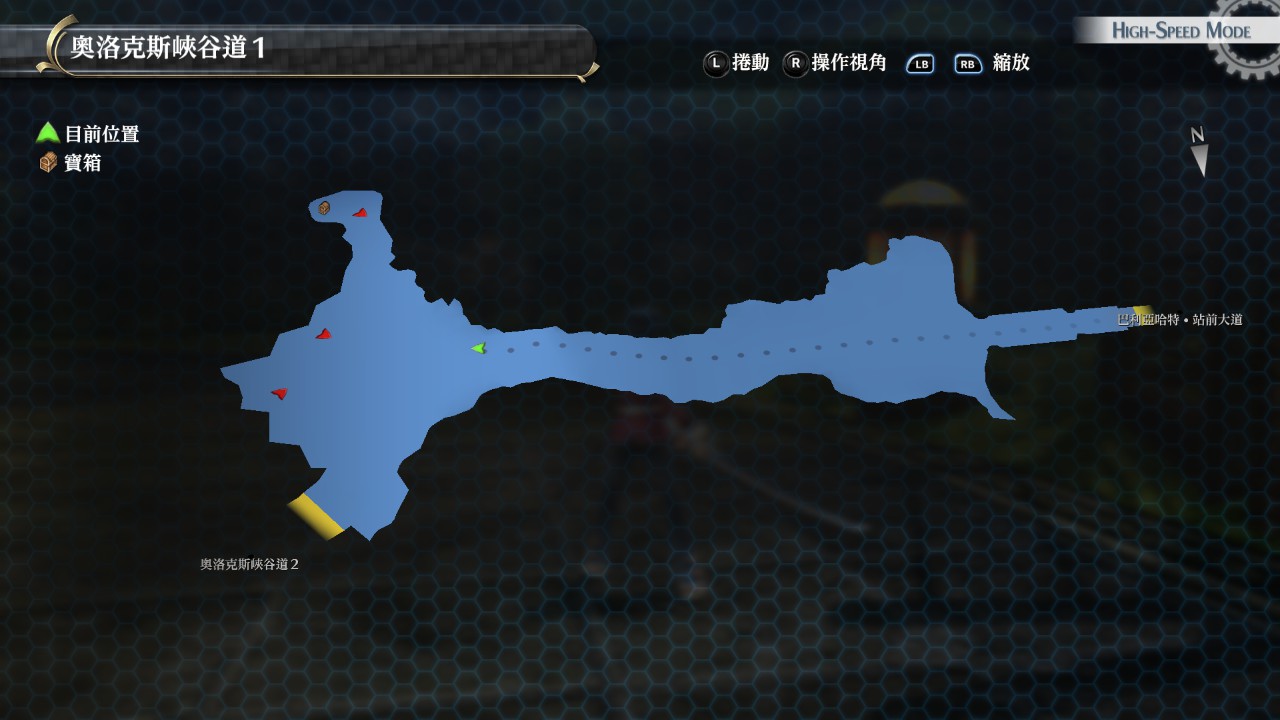 奧洛克斯峽谷道1
HIGH-SPEED MODE
L 捲動 R 操作視角 LB RB 縮放
目前位置
寶箱
N
巴利亞哈特・站前大道
奧洛克斯峽谷道2